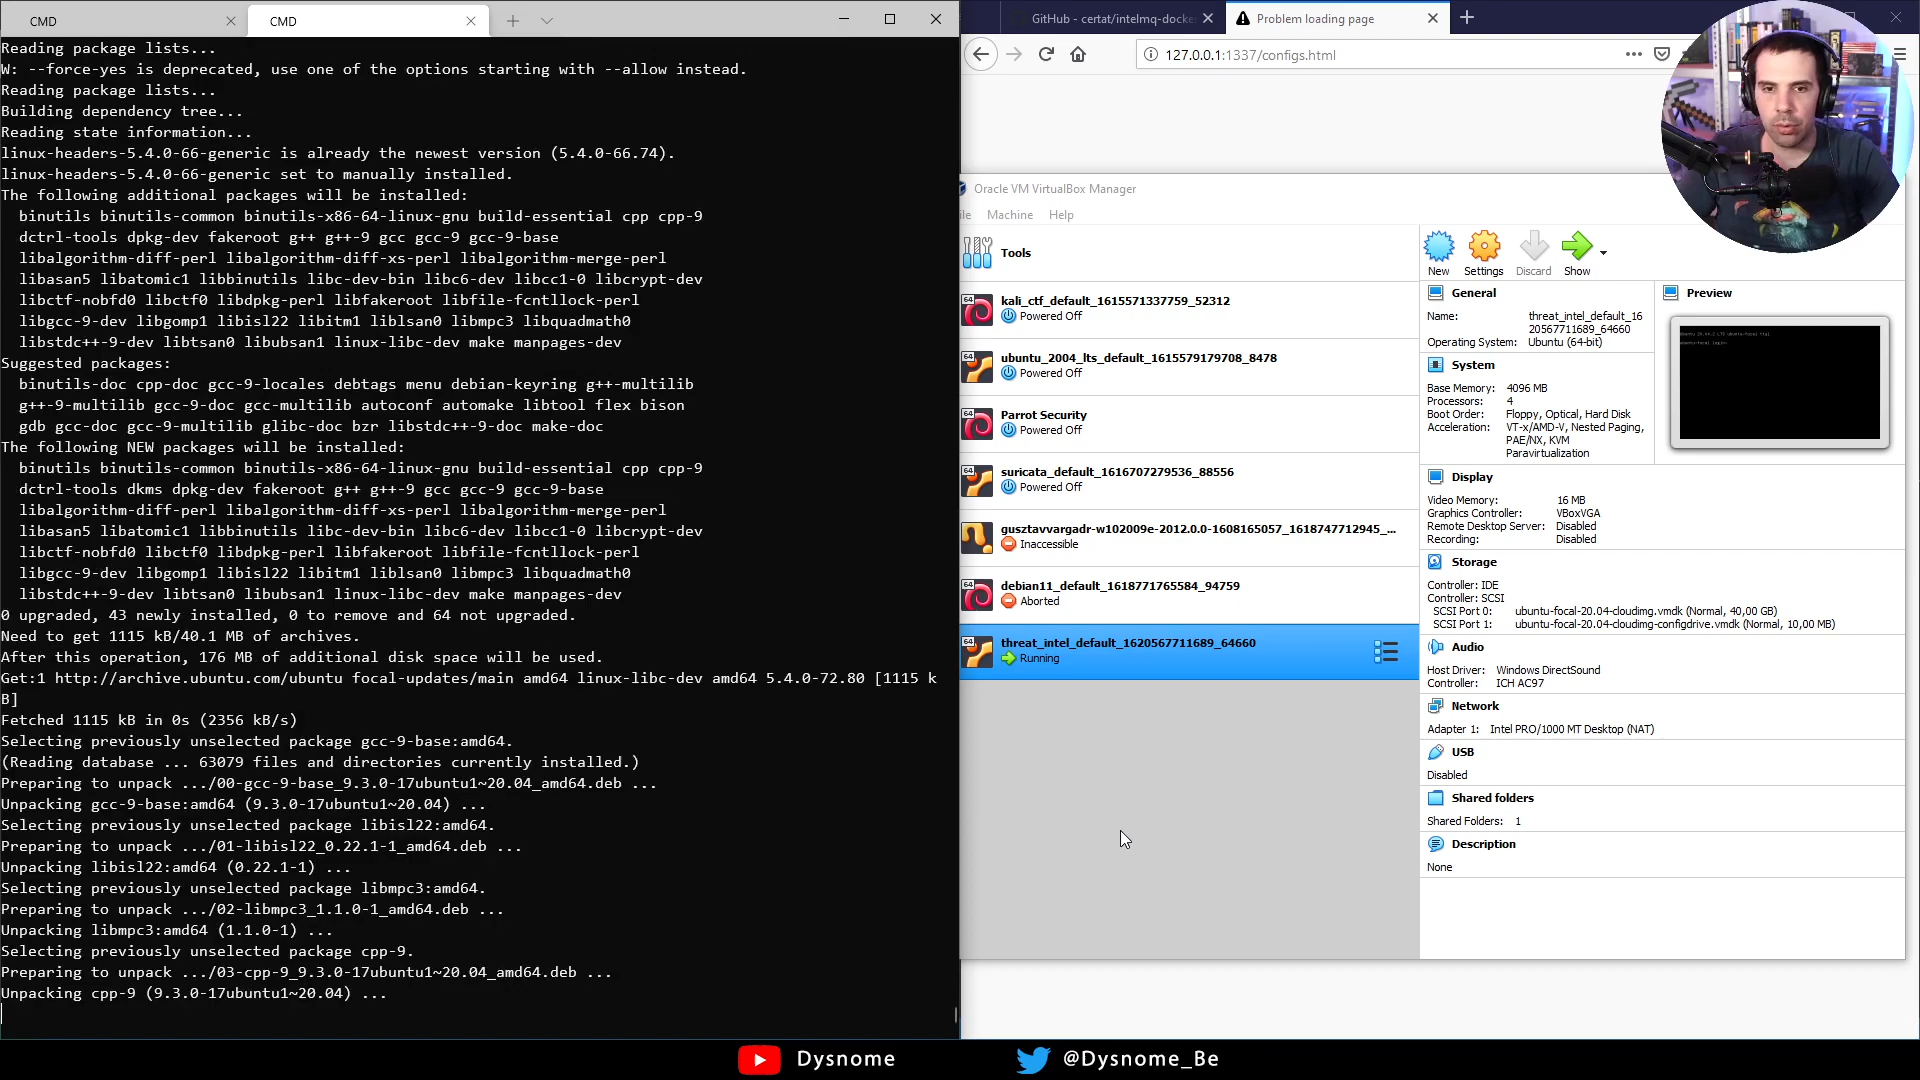 CMD
CMD
Reading package lists...
W: --force-yes is deprecated, use one of the options starting with --allow instead.
Reading package lists...
Building dependency tree...
Reading state information...
linux-headers-5.4.0-66-generic is already the newest version (5.4.0-66.74).
linux-headers-5.4.0-66-generic set to manually installed.
The following additional packages will be installed:
binutils binutils-common binutils-x86-64-linux-gnu build-essential cpp cpp-9
dctrl-tools dpkg-dev fakeroot g++ g++-9 gcc gcc-9 gcc-9-base
libalgorithm-diff-perl libalgorithm-diff-xs-perl libalgorithm-merge-perl
libasan5 libatomic1 libbinutils libc-dev-bin libc6-dev libcc1-0 libcrypt-dev
libctf-nobfd0 libctf0 libdpkg-perl libfakeroot libfile-fcntllock-perl
libgcc-9-dev libgomp1 libisl22 libitm1 liblsan0 libmpc3 libquadmath0
libstdc++-9-dev libtsan0 libubsan1 linux-libc-dev make manpages-dev
Suggested packages:
binutils-doc cpp-doc gcc-9-locales debtags menu debian-keyring g++-multilib
g++-9-multilib gcc-9-doc gcc-multilib autoconf automake libtool flex bison
gdb gcc-doc gcc-9-multilib glibc-doc bzr libstdc++-9-doc make-doc
The following NEW packages will be installed:
binutils binutils-common binutils-x86-64-linux-gnu build-essential cpp cpp-9
dctrl-tools dkms dpkg-dev fakeroot g++ g++-9 gcc gcc-9 gcc-9-base
libalgorithm-diff-perl libalgorithm-diff-xs-perl libalgorithm-merge-perl
libasan5 libatomic1 libbinutils libc-dev-bin libc6-dev libcc1-0 libcrypt-dev
libctf-nobfd0 libctf0 libdpkg-perl libfakeroot libfile-fcntllock-perl
libgcc-9-dev libgomp1 libisl22 libitm1 liblsan0 libmpc3 libquadmath0
libstdc++-9-dev libtsan0 libubsan1 linux-libc-dev make manpages-dev
0 upgraded, 43 newly installed, 0 to remove and 64 not upgraded.
Need to get 1115 kB/40.1 MB of archives.
After this operation, 176 MB of additional disk space will be used.
Get:1 http://archive.ubuntu.com/ubuntu focal-updates/main amd64 linux-libc-dev amd64 5.4.0-72.80 [1115 k
B]
Fetched 1115 kB in 0s (2356 kB/s)
Selecting previously unselected package gcc-9-base:amd64.
(Reading database ... 63079 files and directories currently installed.)
Preparing to unpack .../00-gcc-9-base_9.3.0-17ubuntu1~20.04_amd64.deb ...
Unpacking gcc-9-base:amd64 (9.3.0-17ubuntu1~20.04) ...
Selecting previously unselected package libisl22:amd64.
Preparing to unpack .../01-libisl22_0.22.1-1_amd64.deb ...
Unpacking libisl22:amd64 (0.22.1-1) ...
Selecting previously unselected package libmpc3:amd64.
Preparing to unpack .../02-libmpc3_1.1.0-1_amd64.deb ...
Unpacking libmpc3:amd64 (1.1.0-1) ...
Selecting previously unselected package cpp-9.
Preparing to unpack .../03-cpp-9_9.3.0-17ubuntu1~20.04_amd64.deb ...
Unpacking cpp-9 (9.3.0-17ubuntu1~20.04) ...
GitHub - certat/intelmq-docke
Problem loading page
127.0.0.1:1337/configs.html
Oracle VM VirtualBox Manager
ile Machine Help
Tools
New Settings Discard Show
64 kali_ctf_default_1615571337759_52312
Powered Off
64 ubuntu_2004_lts_default_1615579179708_8478
Powered Off
64 Parrot Security
Powered Off
64 suricata_default_1616707279536_88556
Powered Off
gusztavvargadr-w102009e-2012.0.0-1608165057_1618747712945_...
Inaccessible
64 debian11_default_1618771765584_94759
Aborted
64 threat_intel_default_1620567711689_64660
Running
General
Name: threat_intel_default_16
20567711689_64660
Operating System: Ubuntu (64-bit)
Preview
System
Base Memory: 4096 MB
Processors: 4
Boot Order: Floppy, Optical, Hard Disk
Acceleration: VT-x/AMD-V, Nested Paging,
PAE/NX, KVM
Paravirtualization
Display
Video Memory: 16 MB
Graphics Controller: VBoxVGA
Remote Desktop Server: Disabled
Recording: Disabled
Storage
Controller: IDE
Controller: SCSI
SCSI Port 0: ubuntu-focal-20.04-cloudimg.vmdk (Normal, 40,00 GB)
SCSI Port 1: ubuntu-focal-20.04-cloudimg-configdrive.vmdk (Normal, 10,00 MB)
Audio
Host Driver: Windows DirectSound
Controller: ICH AC97
Network
Adapter 1: Intel PRO/1000 MT Desktop (NAT)
USB
Disabled
Shared folders
Shared Folders: 1
Description
None
Dysnome
@Dysnome_Be